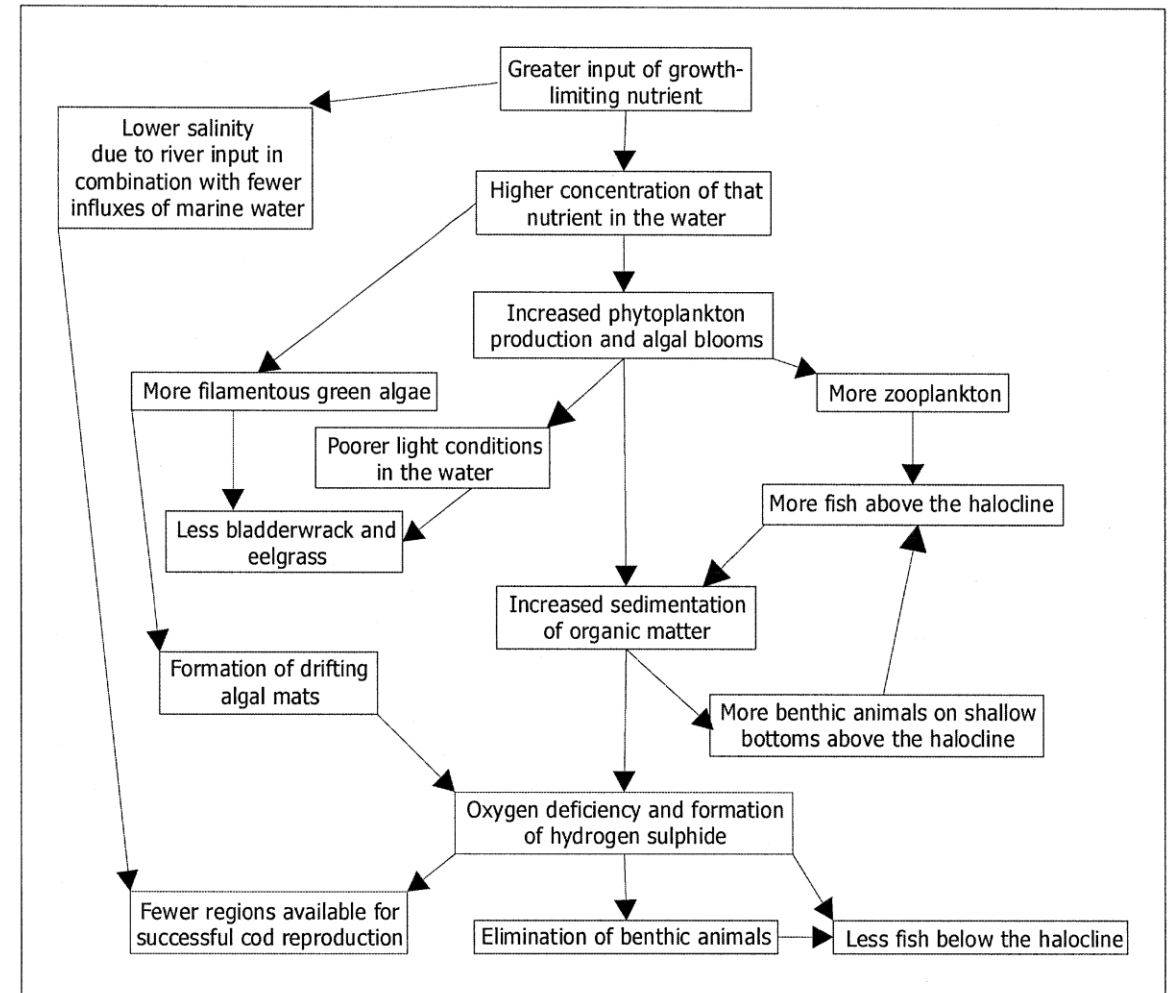 Greater input of growth-
limiting nutrient
Lower salinity
due to river input in
combination with fewer
influxes of marine water
Higher concentration of that
nutrient in the water
Increased phytoplankton
production and algal blooms
More filamentous green algae
More zooplankton
Poorer light conditions
in the water
More fish above the halocline
Less bladderwrack and
eelgrass
Increased sedimentation
of organic matter
Formation of drifting
algal mats
More benthic animals on shallow
bottoms above the halocline
Oxygen deficiency and formation
of hydrogen sulphide
Fewer regions available for
successful cod reproduction
Elimination of benthic animals
Less fish below the halocline